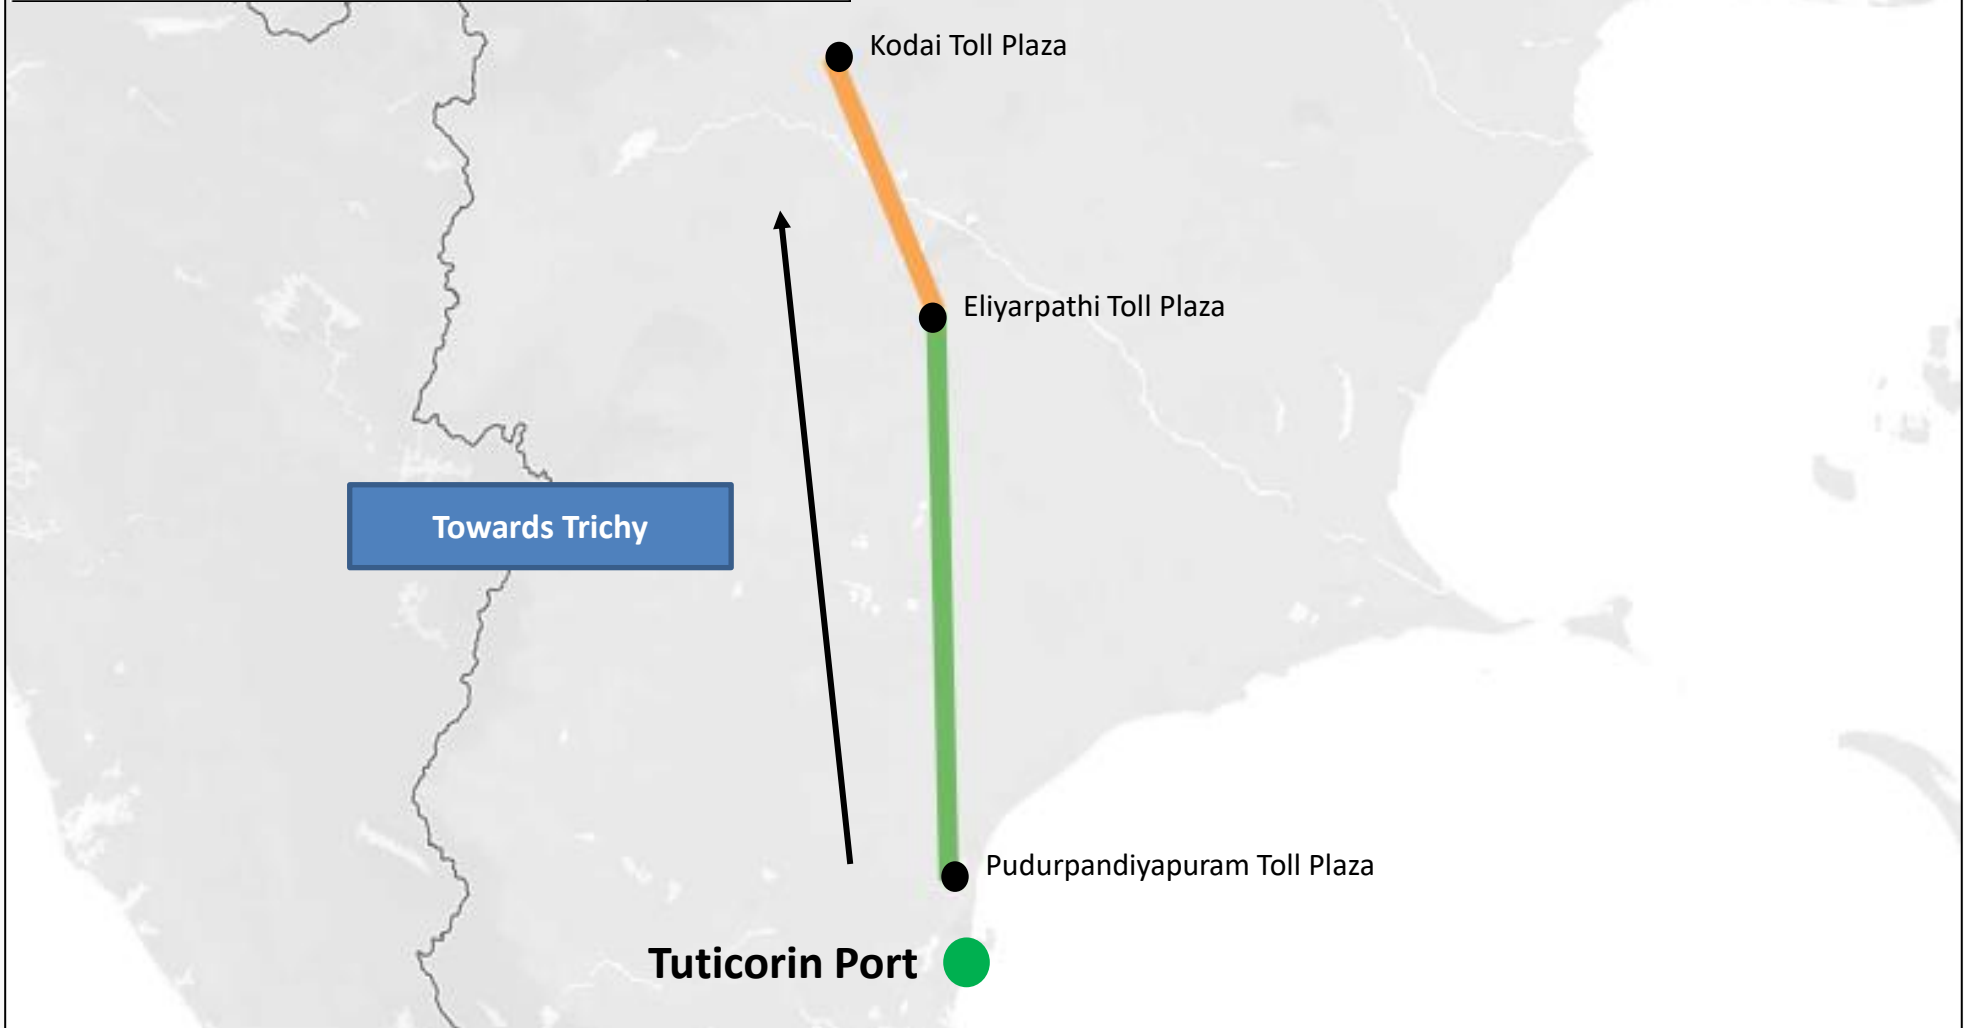 Kodai Toll Plaza
Eliyarpathi Toll Plaza
Towards Trichy
Pudurpandiyapuram Toll Plaza
Tuticorin Port